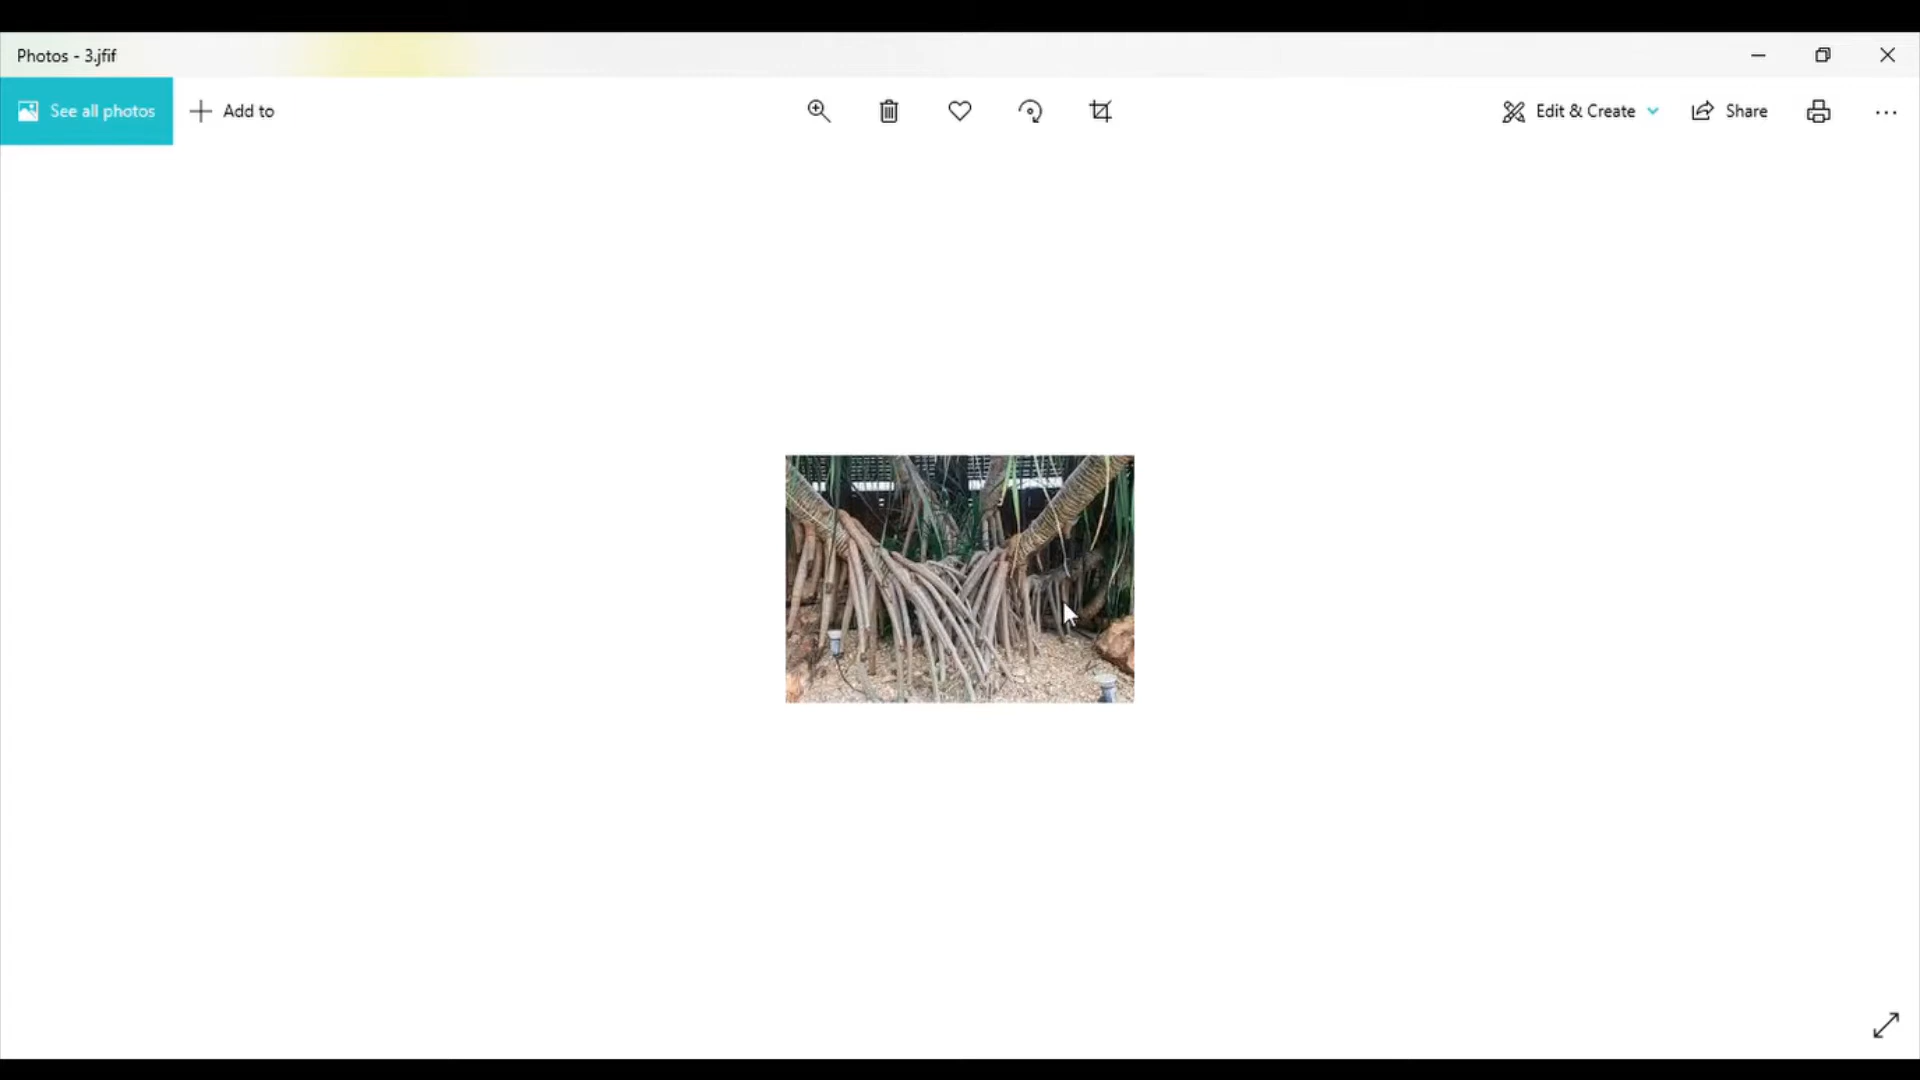 Photos - 3.jfif
See all photos
Add to
Edit & Create
Share